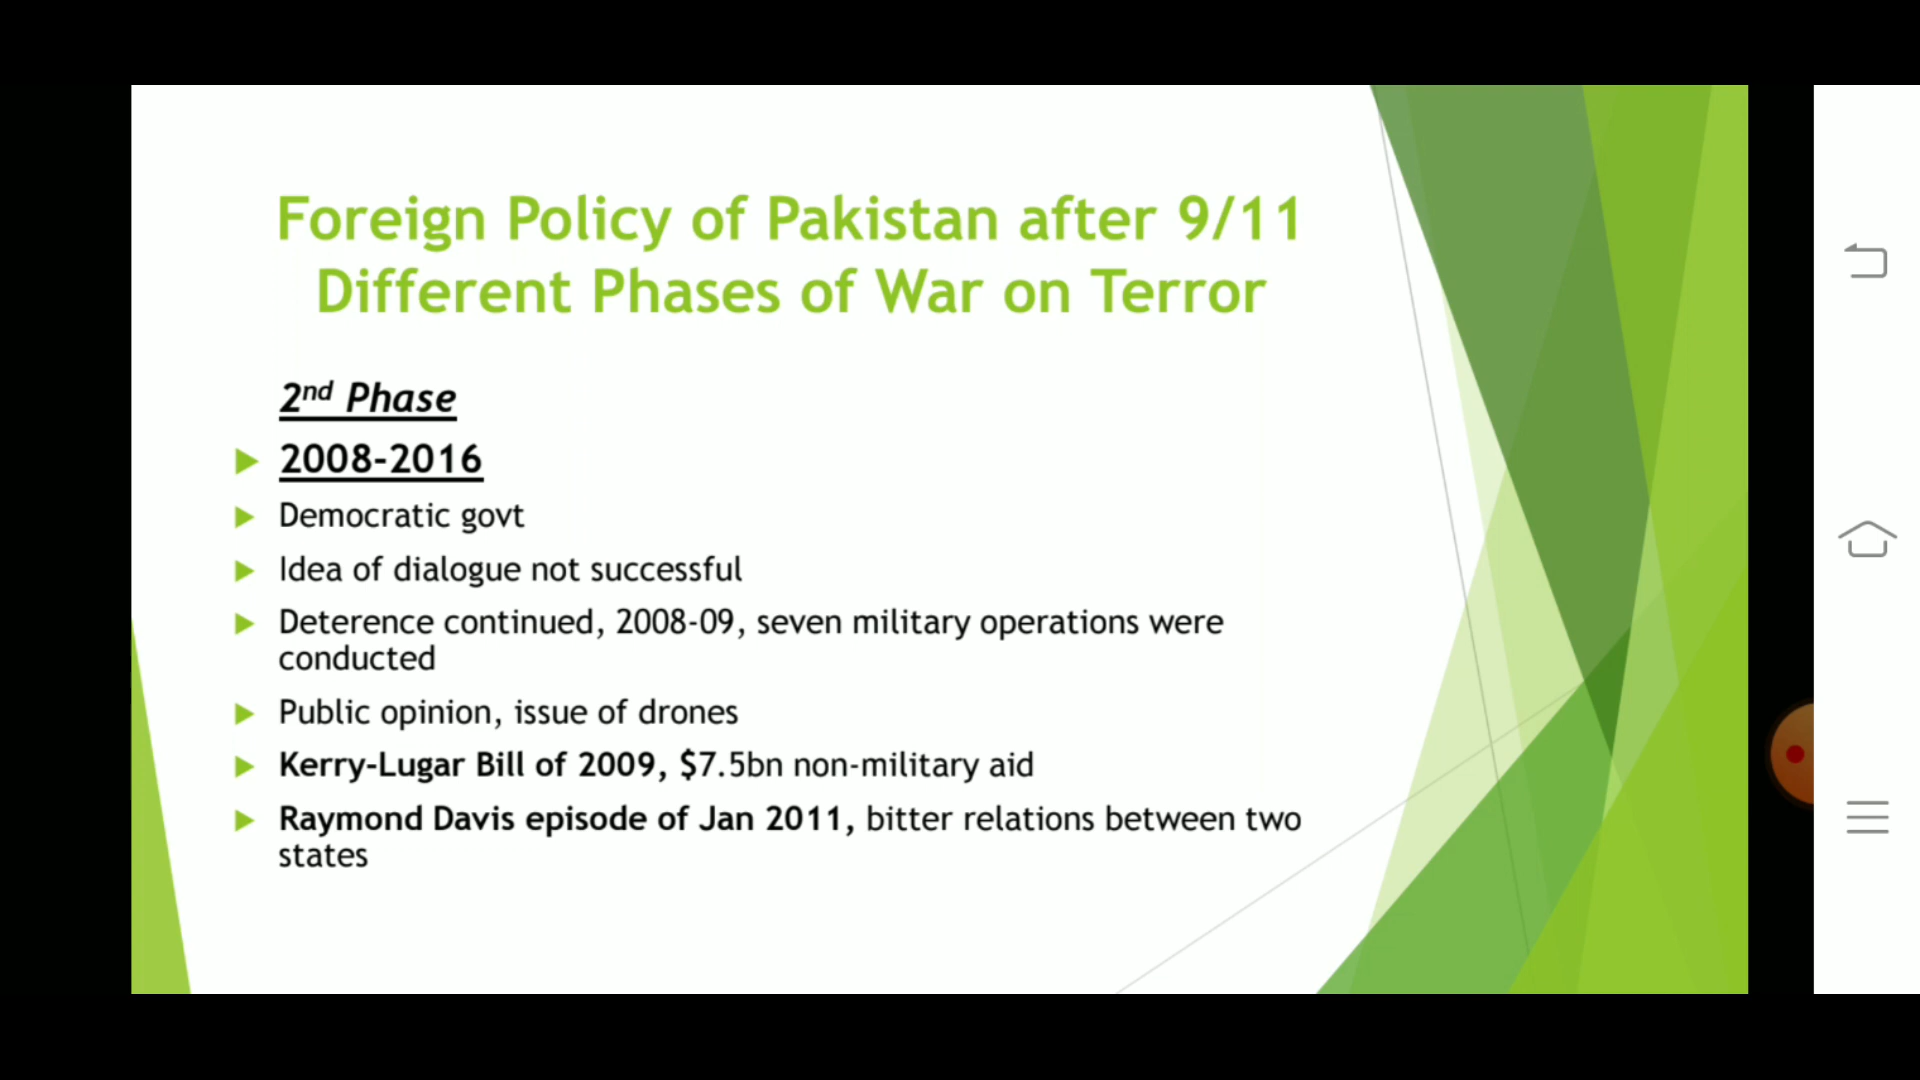 Foreign Policy of Pakistan after 9/11
Different Phases of War on Terror
2nd Phase
2008-2016
Democratic govt
Idea of dialogue not successful
Deterence continued, 2008-09, seven military operations were
conducted
Public opinion, issue of drones
Kerry-Lugar Bill of 2009, $7.5bn non-military aid
Raymond Davis episode of Jan 2011, bitter relations between two
states